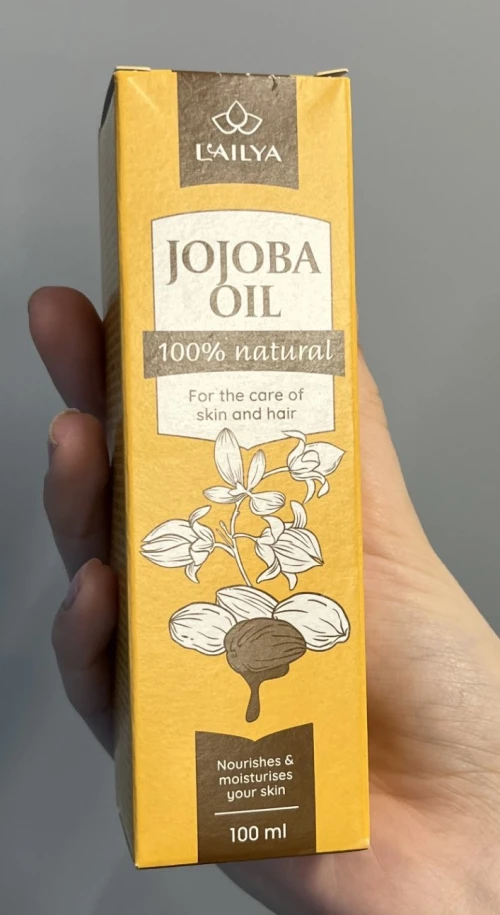 L'AILYA
JOJOBA
OIL
100% natural
For the care of
skin and hair
Nourishes &
moisturises
your skin
100 ml